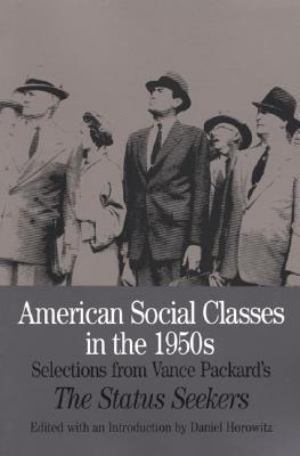 American Social Classes
in the 1950s
Selections from Vance Packard's
The Status Seekers
Edited with an Introduction by Daniel Horowitz